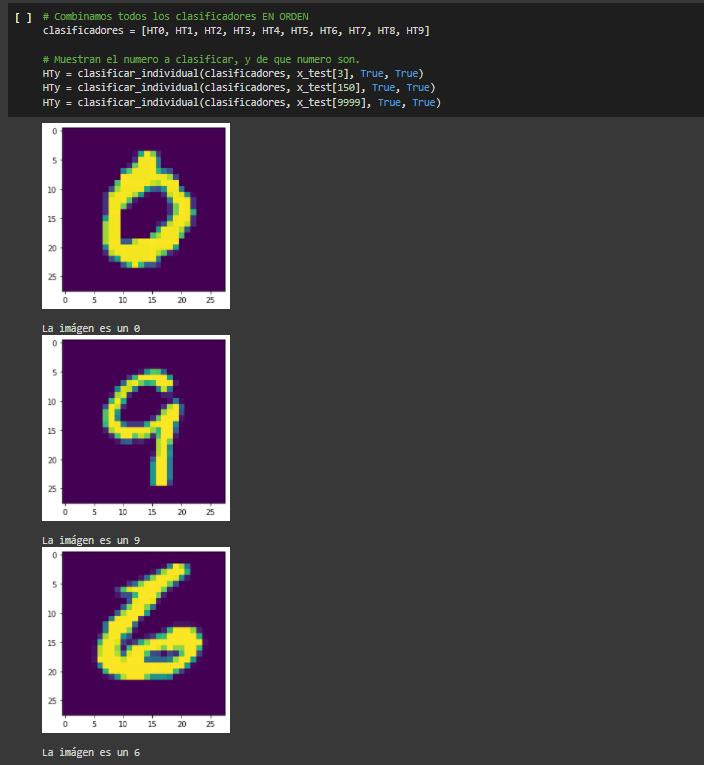 [ ] # Combinamos todos los clasificadores EN ORDEN
clasificadores = [HT0, HT1, HT2, HT3, HT4, HT5, HT6, HT7, HT8, HT9]
# Muestran el numero a clasificar, y de que numero son.
HTy = clasificar_individual(clasificadores, x_test[3], True, True)
HTy = clasificar_individual(clasificadores, x_test[150], True, True)
HTy = clasificar_individual(clasificadores, x_test[9999], True, True)
0
5
10
15
20
25
0 5 10 15 20 25
La imágen es un 0
0
5
10
15
20
25
0 5 10 15 20 25
La imágen es un 9
0
5
10
15
20
25
0 5 10 15 20 25
La imágen es un 6